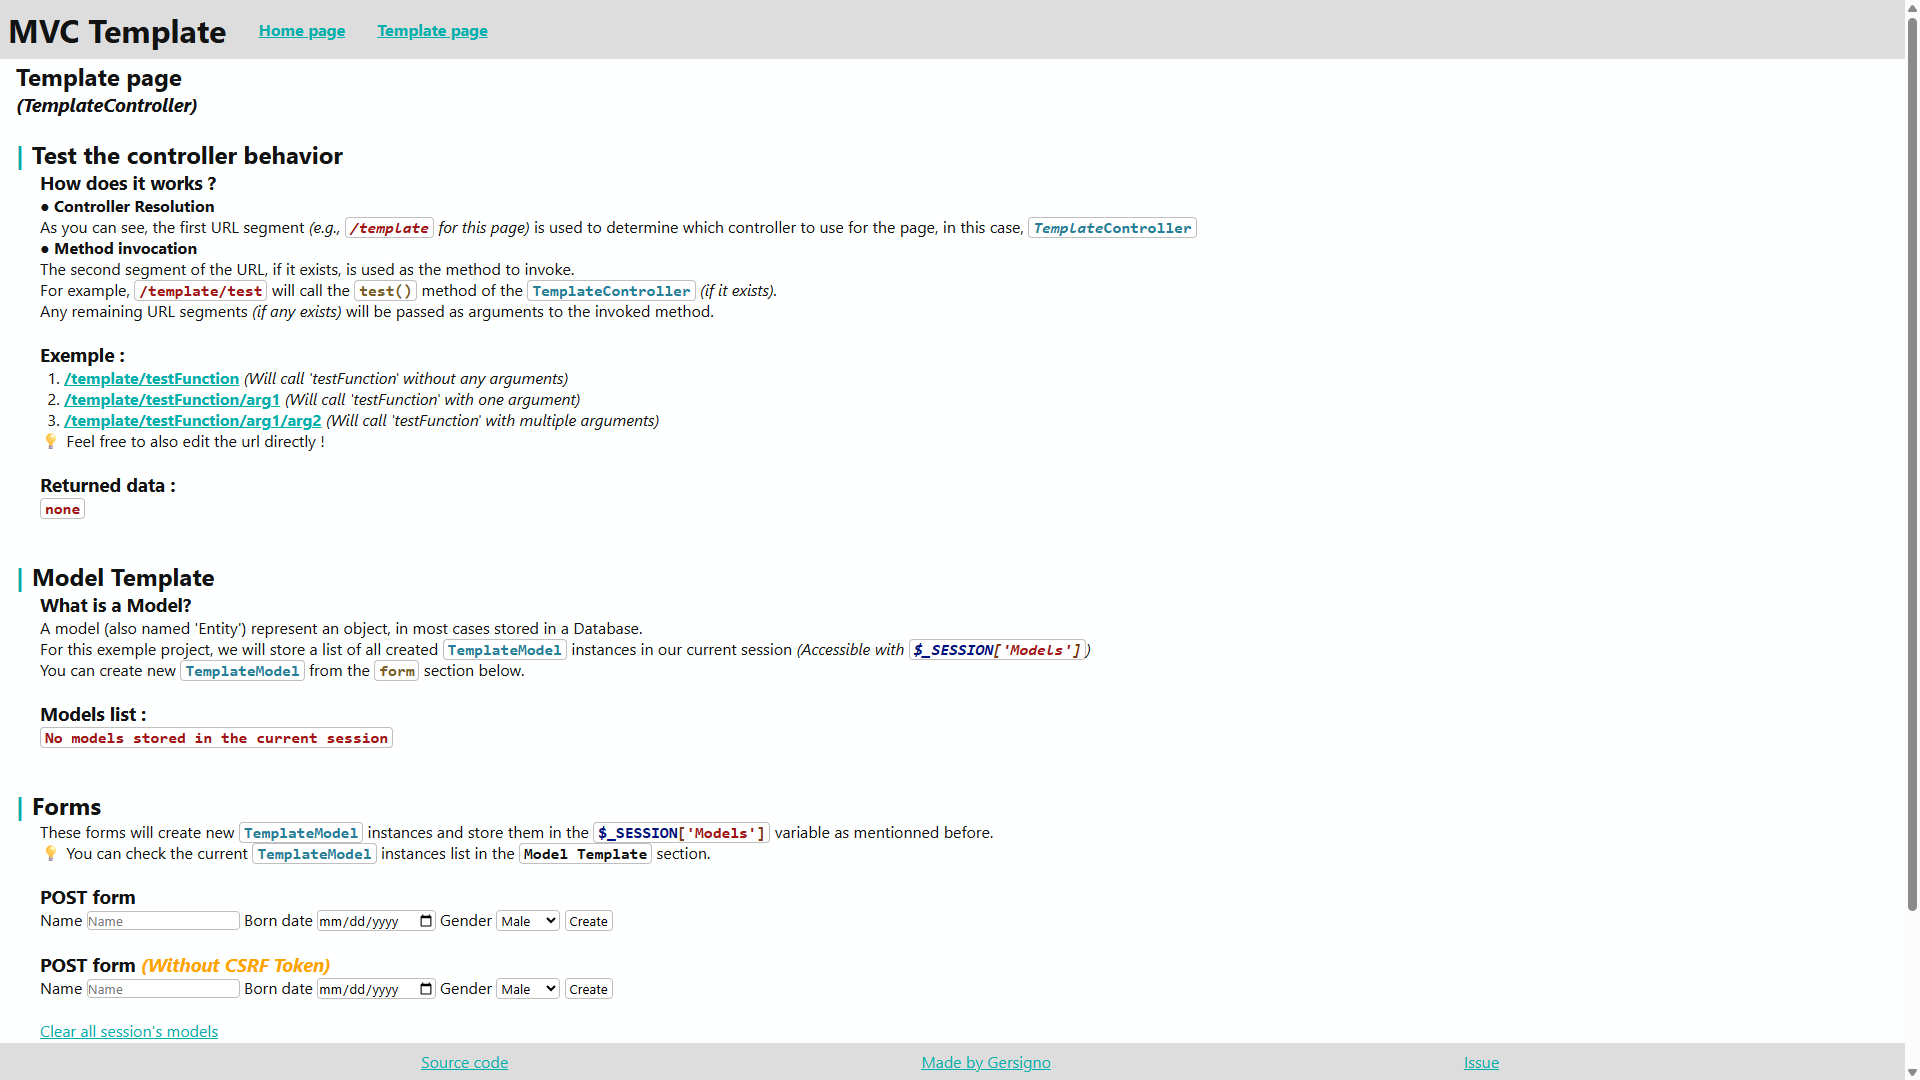 MVC Template Home page Template page
Template page
(TemplateController)
| Test the controller behavior
How does it works ?
● Controller Resolution
As you can see, the first URL segment (e.g., /template for this page) is used to determine which controller to use for the page, in this case, TemplateController
● Method invocation
The second segment of the URL, if it exists, is used as the method to invoke.
For example, /template/test will call the test() method of the TemplateController (if it exists).
Any remaining URL segments (if any exists) will be passed as arguments to the invoked method.
Exemple :
1. /template/testFunction (Will call 'testFunction' without any arguments)
2. /template/testFunction/arg1 (Will call 'testFunction' with one argument)
3. /template/testFunction/arg1/arg2 (Will call 'testFunction' with multiple arguments)
💡 Feel free to also edit the url directly !
Returned data :
none
| Model Template
What is a Model?
A model (also named 'Entity') represent an object, in most cases stored in a Database.
For this exemple project, we will store a list of all created TemplateModel instances in our current session (Accessible with $_SESSION['Models'])
You can create new TemplateModel from the form section below.
Models list :
No models stored in the current session
| Forms
These forms will create new TemplateModel instances and store them in the $_SESSION['Models'] variable as mentionned before.
💡 You can check the current TemplateModel instances list in the Model Template section.
POST form
Name Name Born date mm/dd/yyyy Gender Male Create
POST form (Without CSRF Token)
Name Name Born date mm/dd/yyyy Gender Male Create
Clear all session's models
Source code Made by Gersigno Issue